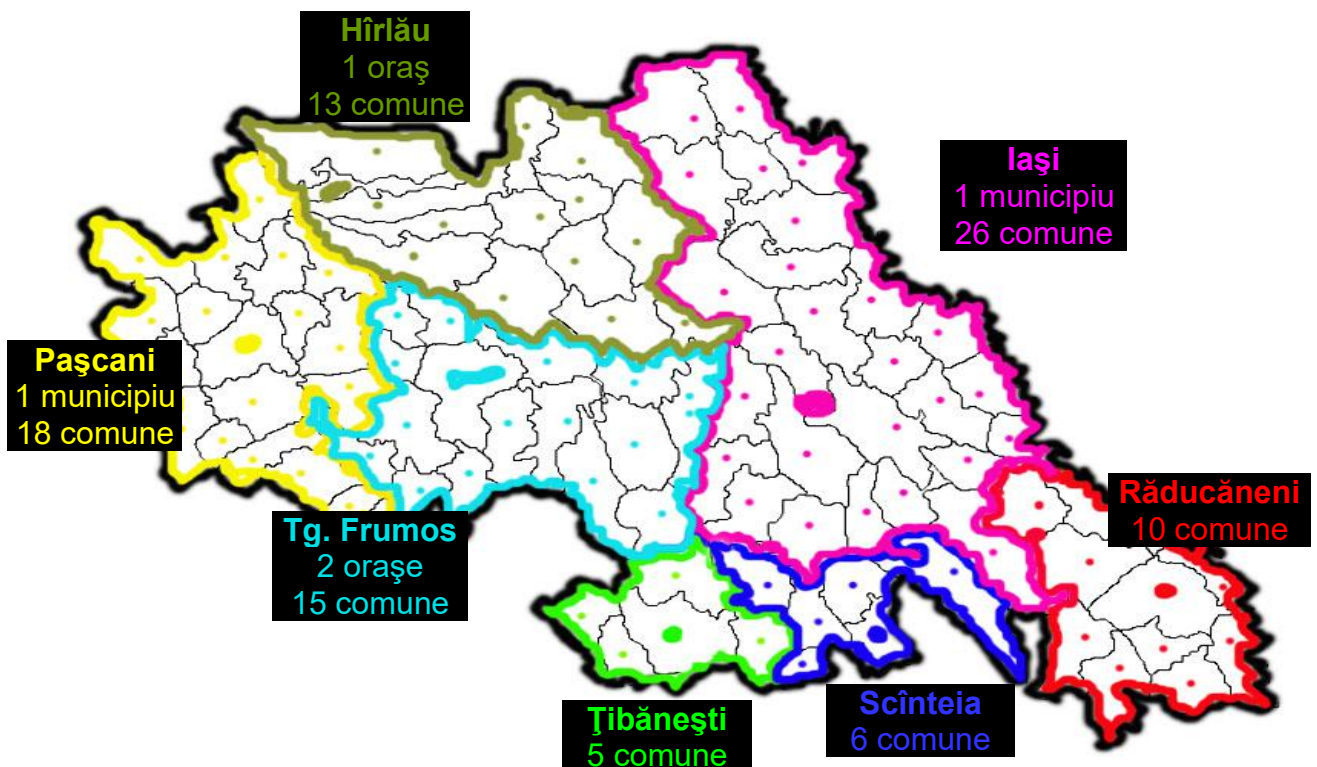 Hîrlău
1 oraş
13 comune
Iaşi
1 municipiu
26 comune
Paşcani
1 municipiu
18 comune
Răducăneni
10 comune
Tg. Frumos
2 oraşe
15 comune
Scînteia
6 comune
Ţibăneşti
5 comune